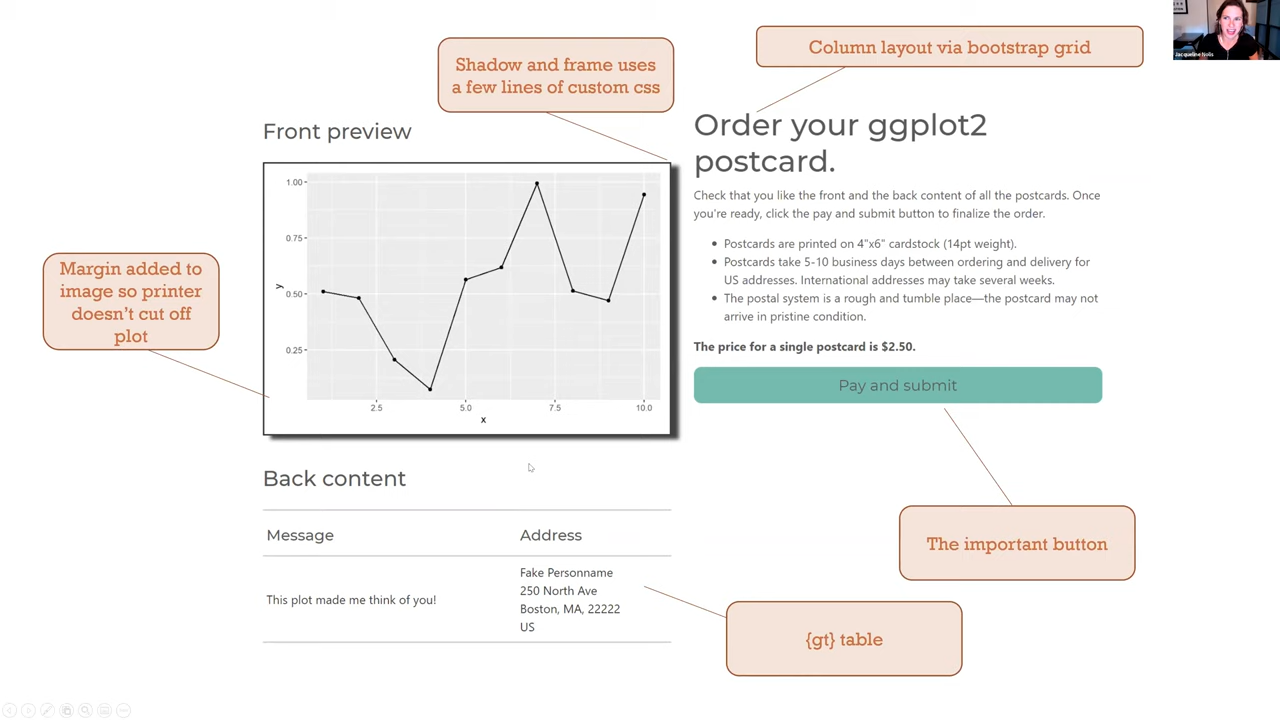 Jacqueline Nolis
Column layout via bootstrap grid
Shadow and frame uses
a few lines of custom css
Front preview
1.00
0.75
0.50
0.25
y
2.5
5.0
7.5
10.0
x
Margin added to
image so printer
doesn't cut off
plot
Order your ggplot2
postcard.
Check that you like the front and the back content of all the postcards. Once
you're ready, click the pay and submit button to finalize the order.
Postcards are printed on 4"x6" cardstock (14pt weight).
Postcards take 5-10 business days between ordering and delivery for
US addresses. International addresses may take several weeks.
The postal system is a rough and tumble place—the postcard may not
arrive in pristine condition.
The price for a single postcard is $2.50.
Pay and submit
The important button
Back content
Message
Address
This plot made me think of you!
Fake Personname
250 North Ave
Boston, MA, 22222
US
{gt} table